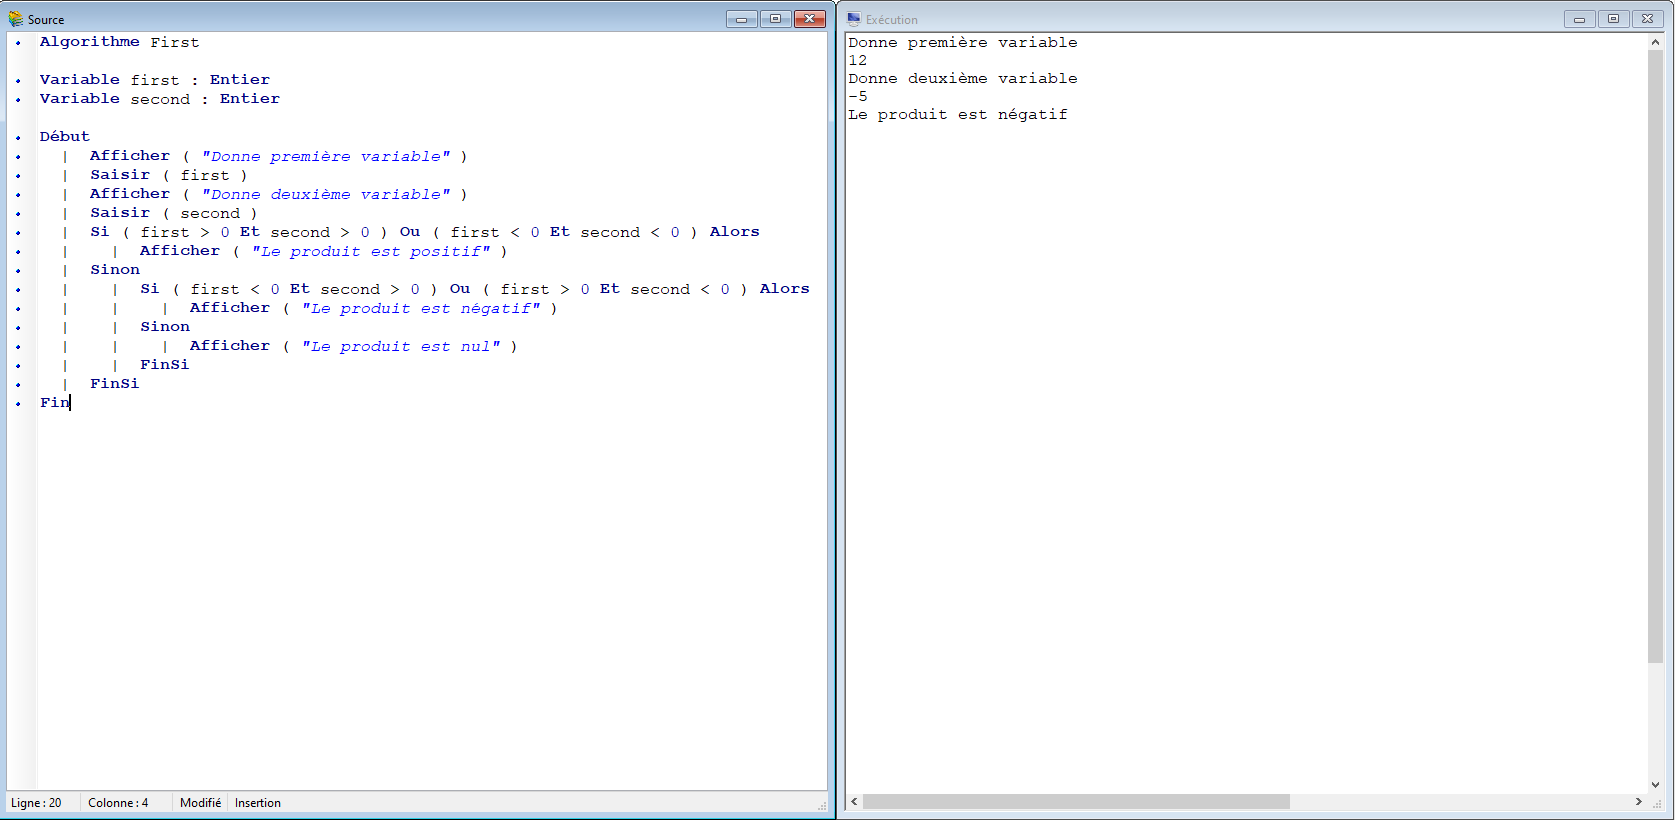 Source
Algorithme First
Variable first : Entier
Variable second : Entier
Début
Afficher ( "Donne première variable" )
Saisir ( first )
Afficher ( "Donne deuxième variable" )
Saisir ( second )
Si ( first > 0 Et second > 0 ) Ou ( first < 0 Et second < 0 ) Alors
Afficher ( "Le produit est positif" )
Sinon
Si ( first < 0 Et second > 0 ) Ou ( first > 0 Et second < 0 ) Alors
Afficher ( "Le produit est négatif" )
Sinon
Afficher ( "Le produit est nul" )
FinSi
FinSi
Fin
Ligne : 20 Colonne : 4 Modifié Insertion
Exécution
Donne première variable
12
Donne deuxième variable
-5
Le produit est négatif